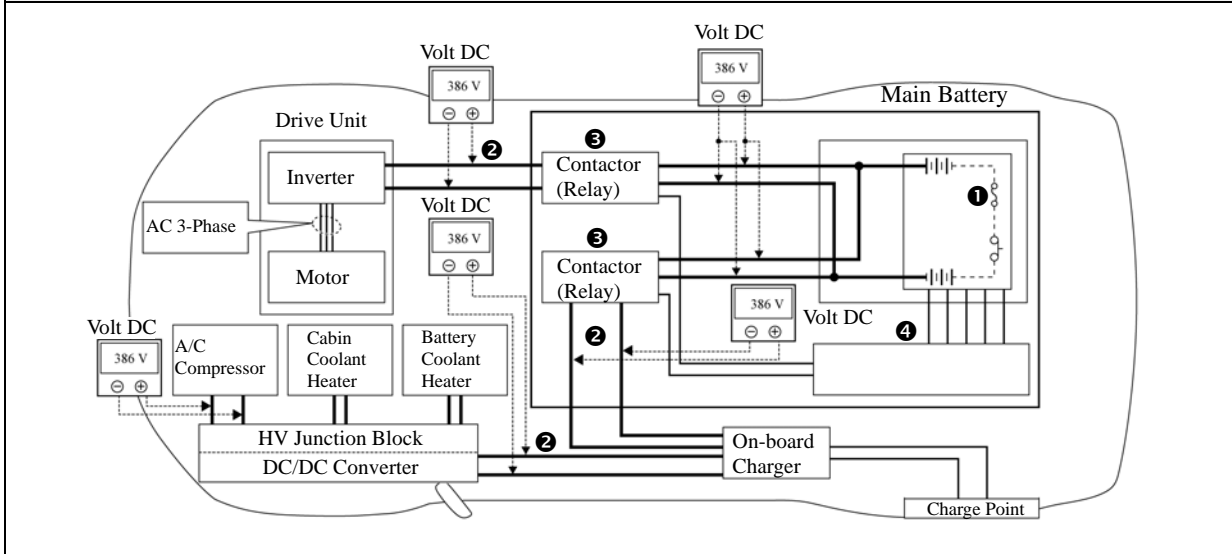 Volt DC
386 V
⊖ ⊕
Volt DC
386 V
⊖ ⊕
Main Battery
Drive Unit
Inverter
AC 3-Phase
Motor
❷
❸
Contactor
(Relay)
❶
Volt DC
386 V
⊖ ⊕
❸
Contactor
(Relay)
386 V
⊖ ⊕
Volt DC
❷
❹
Volt DC
386 V
⊖ ⊕
A/C
Compressor
Cabin
Coolant
Heater
Battery
Coolant
Heater
HV Junction Block
DC/DC Converter
❷
On-board
Charger
Charge Point